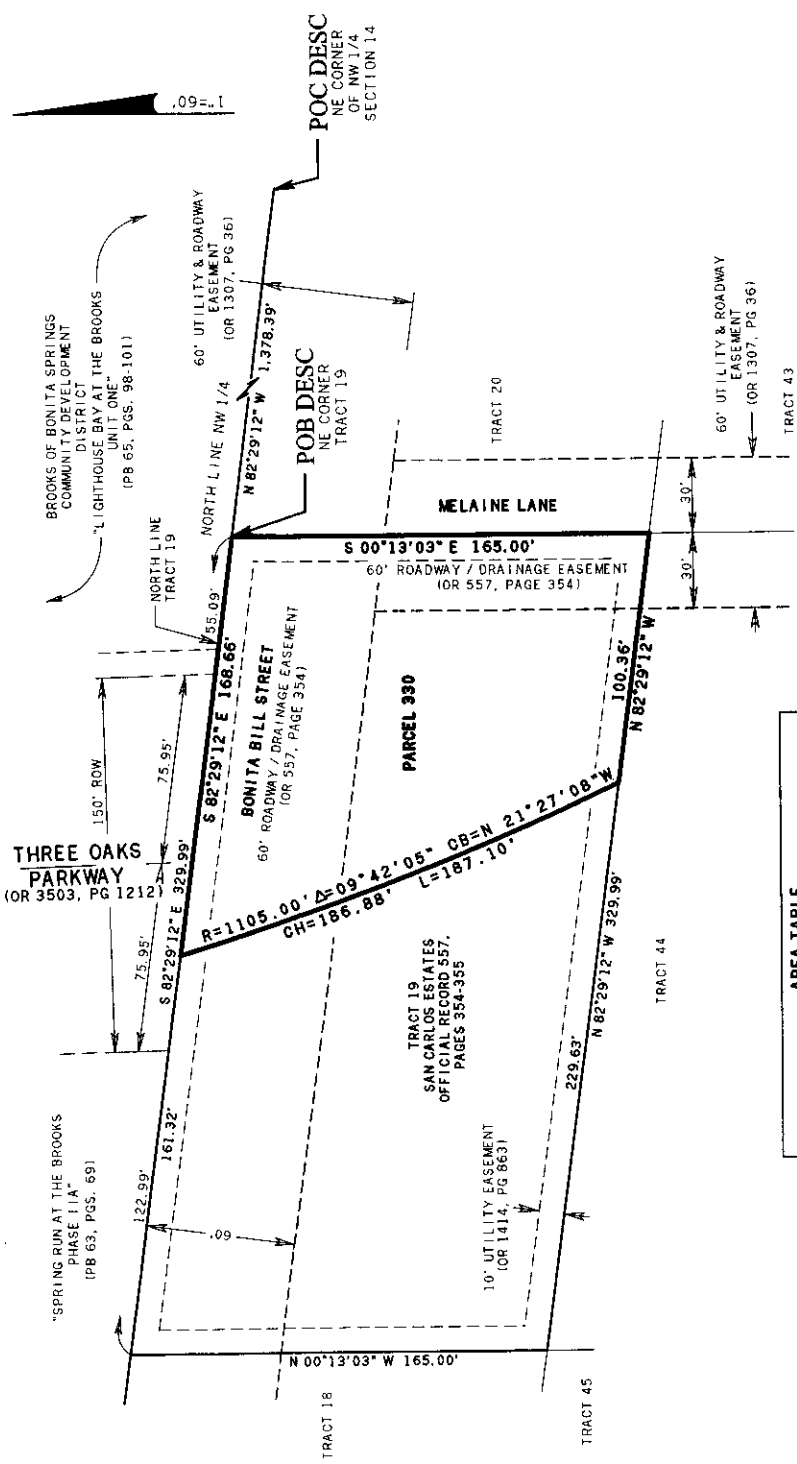 1"=60'
POC DESC
NE CORNER
OF NW 1/4
SECTION 14
BROOKS OF BONITA SPRINGS
COMMUNITY DEVELOPMENT
DISTRICT
"LIGHTHOUSE BAY AT THE BROOKS
UNIT ONE"
(PB 65, PGS. 98-101)
60' UTILITY & ROADWAY
EASEMENT
(OR 1307, PG 36)
NORTH LINE NW 1/4
N 82°29'12" W 1,378.39'
POB DESC
NE CORNER
TRACT 19
NORTH LINE
TRACT 19
55.09'
S 82°29'12" E 168.66'
150' ROW
75.95'
75.95'
THREE OAKS
PARKWAY
(OR 3503, PG 1212)
S 82°29'12" E 329.99'
"SPRING RUN AT THE BROOKS
PHASE IIA"
(PB 63, PGS. 69)
122.99'
161.32'
60'
BONITA BILL STREET
60' ROADWAY / DRAINAGE EASEMENT
(OR 557, PAGE 354)
MELAINE LANE
S 00°13'03" E 165.00'
60' ROADWAY / DRAINAGE EASEMENT
(OR 557, PAGE 354)
TRACT 20
PARCEL 330
R=1105.00' Δ=09°42'05" CB=N 21°27'08"W
CH=186.88' L=187.10'
30'
30'
60' UTILITY & ROADWAY
EASEMENT
(OR 1307, PG 36)
TRACT 43
100.36'
N 82°29'12" W
TRACT 19
SAN CARLOS ESTATES
OFFICIAL RECORD 557,
PAGES 354-355
10' UTILITY EASEMENT
(OR 1414, PG 863)
229.63'
N 82°29'12" W 329.99'
TRACT 44
N 00°13'03" W 165.00'
TRACT 18
TRACT 45
AREA TABLE